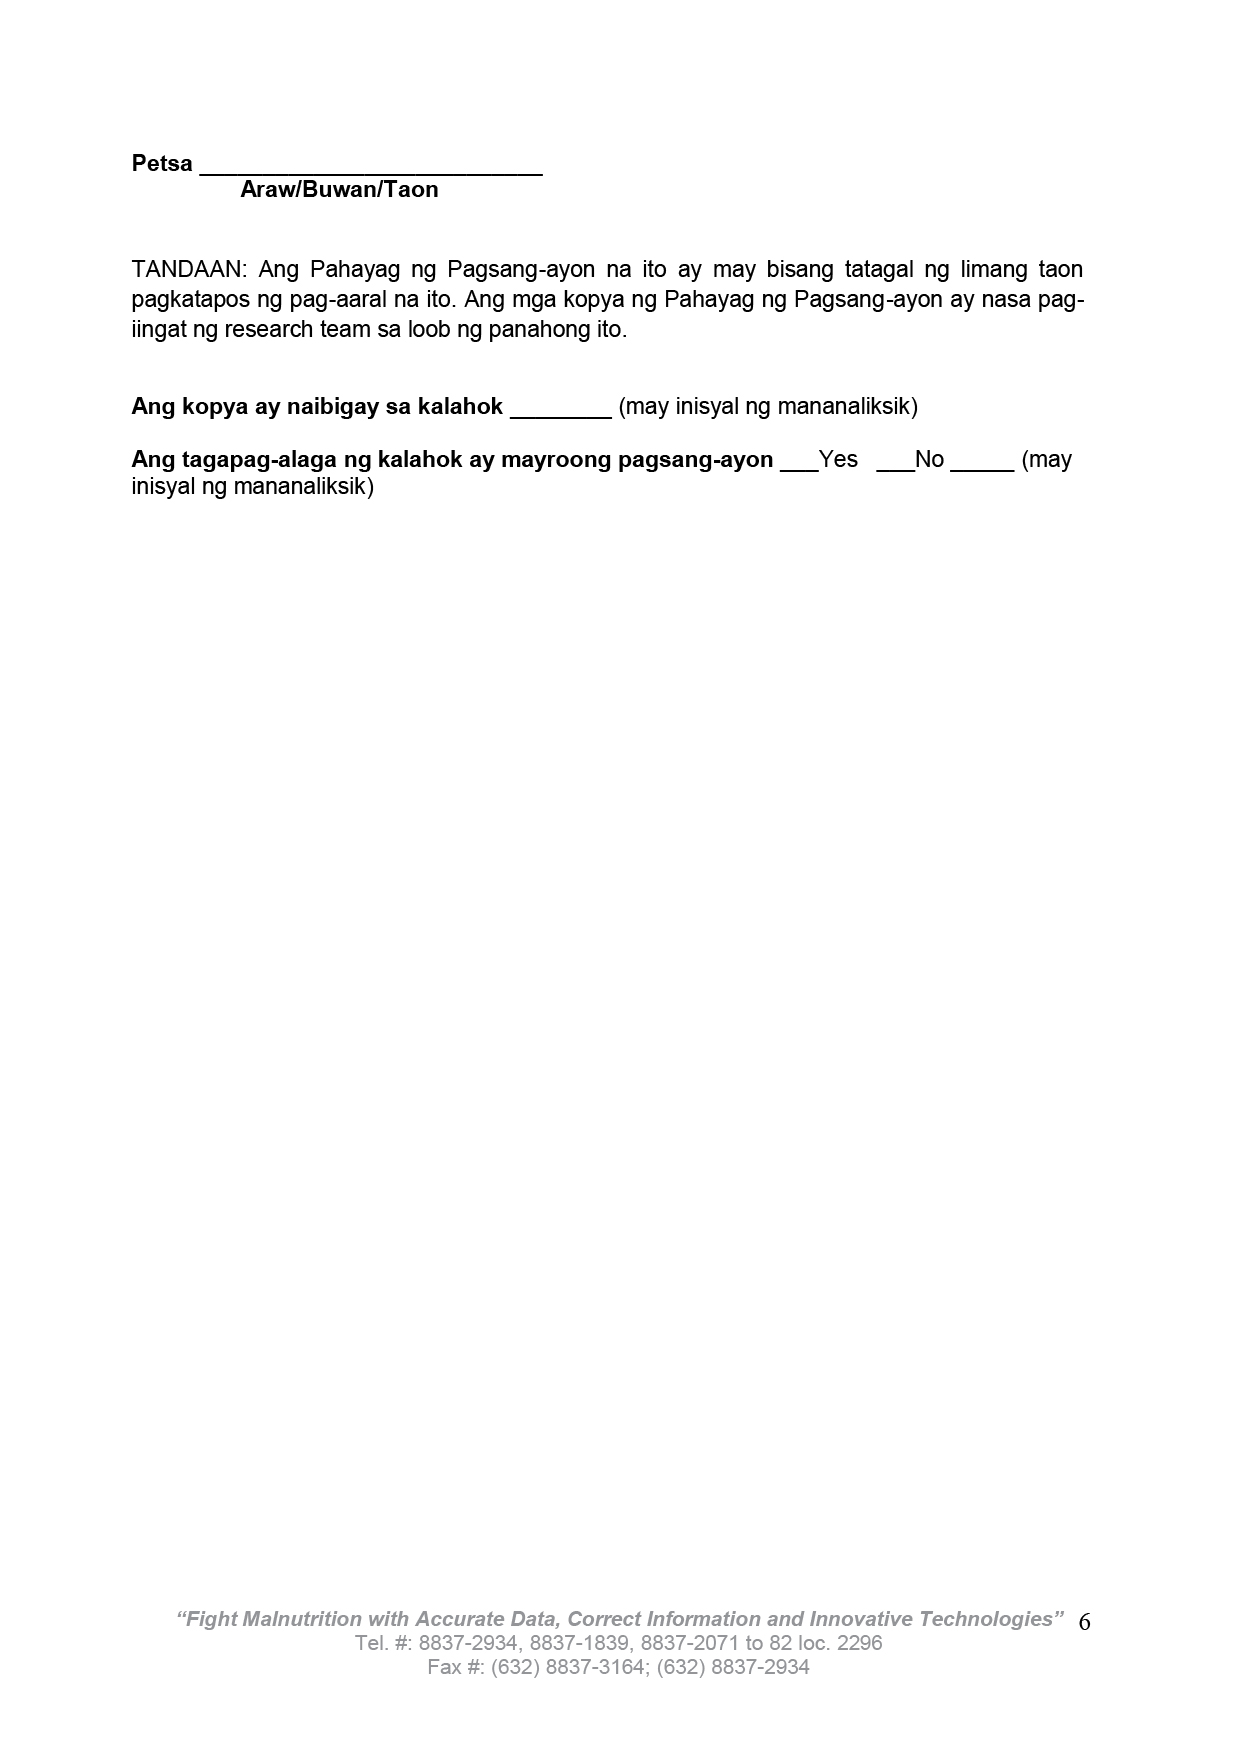 Petsa ___________________________
Araw/Buwan/Taon
TANDAAN: Ang Pahayag ng Pagsang-ayon na ito ay may bisang tatagal ng limang taon
pagkatapos ng pag-aaral na ito. Ang mga kopya ng Pahayag ng Pagsang-ayon ay nasa pag-
iingat ng research team sa loob ng panahong ito.
Ang kopya ay naibigay sa kalahok ________ (may inisyal ng mananaliksik)
Ang tagapag-alaga ng kalahok ay mayroong pagsang-ayon ___Yes ___No _____ (may
inisyal ng mananaliksik)
“Fight Malnutrition with Accurate Data, Correct Information and Innovative Technologies” 6
Tel. #: 8837-2934, 8837-1839, 8837-2071 to 82 loc. 2296
Fax #: (632) 8837-3164; (632) 8837-2934